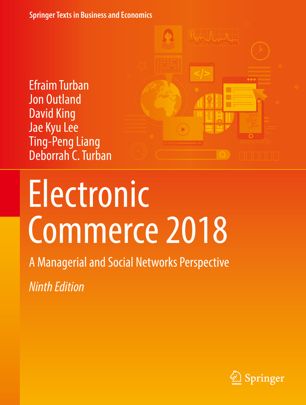 Springer Texts in Business and Economics
Efraim Turban
Jon Outland
David King
Jae Kyu Lee
Ting-Peng Liang
Deborrah C. Turban
Electronic
Commerce 2018
A Managerial and Social Networks Perspective
Ninth Edition
Springer